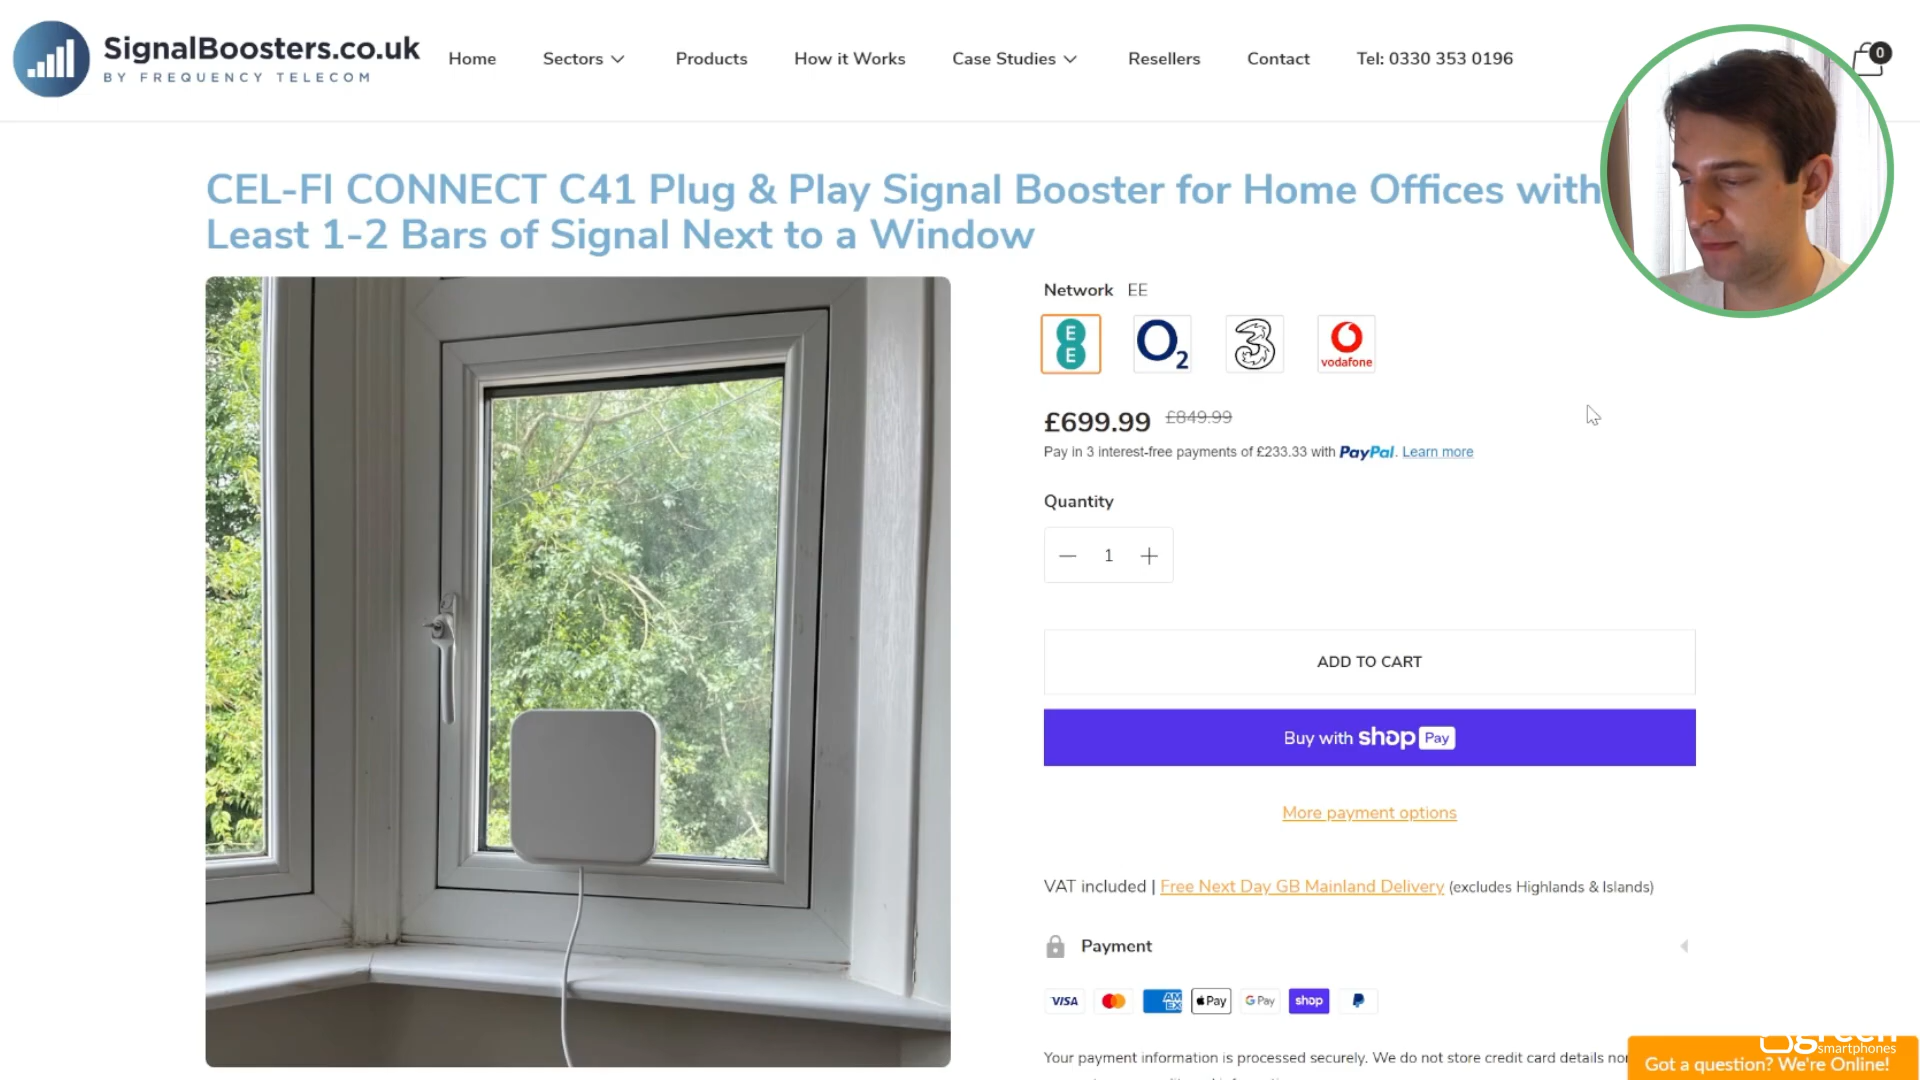 SignalBoosters.co.uk
BY FREQUENCY TELECOM
Home
Sectors
Products
How it Works
Case Studies
Resellers
Contact
Tel: 0330 353 0196
0
CEL-FI CONNECT C41 Plug & Play Signal Booster for Home Offices with
Least 1-2 Bars of Signal Next to a Window
Network EE
E
E
O2
3
vodafone
£699.99 £849.99
Pay in 3 interest-free payments of £233.33 with PayPal. Learn more
Quantity
1
ADD TO CART
Buy with shop Pay
More payment options
VAT included | Free Next Day GB Mainland Delivery (excludes Highlands & Islands)
Payment
VISA
AM
EX
Pay
G Pay
shop
Your payment information is processed securely. We do not store credit card details
green
smartphones
Got a question? We're Online!